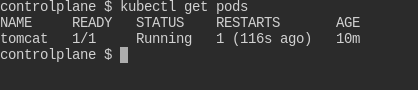 controlplane $ kubectl get pods
NAME     READY   STATUS    RESTARTS       AGE
tomcat   1/1     Running   1 (116s ago)   10m
controlplane $